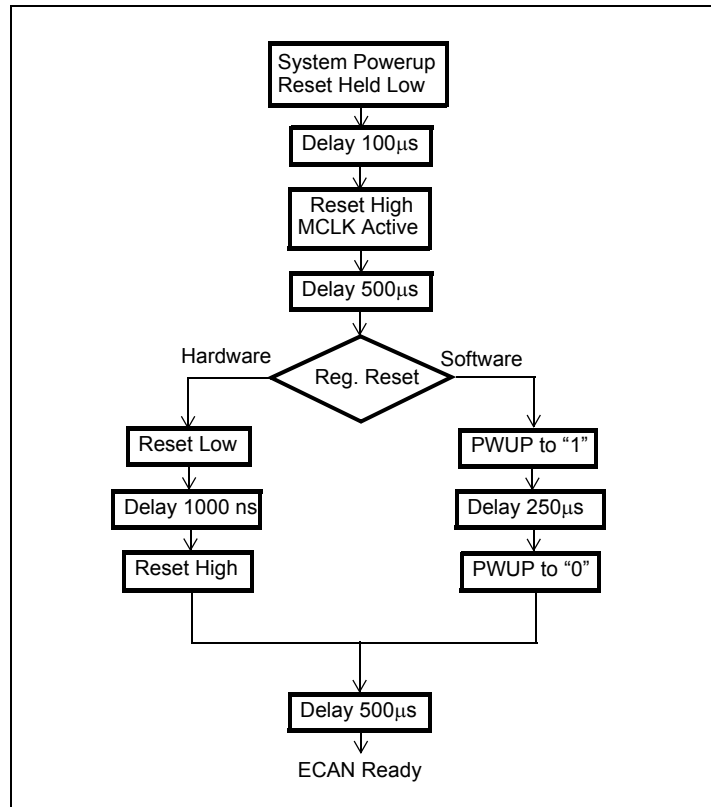 System Powerup
Reset Held Low
Delay 100µs
Reset High
MCLK Active
Delay 500µs
Hardware
Software
Reg. Reset
Reset Low
PWUP to “1”
Delay 1000 ns
Delay 250µs
Reset High
PWUP to “0”
Delay 500µs
ECAN Ready